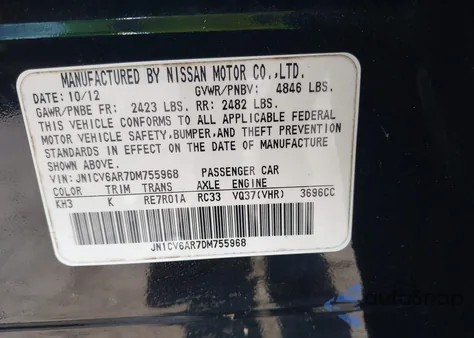 MANUFACTURED BY NISSAN MOTOR CO.,LTD.
DATE: 10/12 GVWR/PNBV: 4846 LBS.
GAWR/PNBE FR: 2423 LBS. RR: 2482 LBS.
THIS VEHICLE CONFORMS TO ALL APPLICABLE FEDERAL
MOTOR VEHICLE SAFETY,BUMPER,AND THEFT PREVENTION
STANDARDS IN EFFECT ON THE DATE OF MANUFACTURE
SHOWN ABOVE.
VIN: JN1CV6AR7DM755968 PASSENGER CAR
COLOR TRIM TRANS AXLE ENGINE
KH3 K RE7R01A RC33 VQ37(VHR) 3696CC
JN1CV6AR7DM755968
autosnap